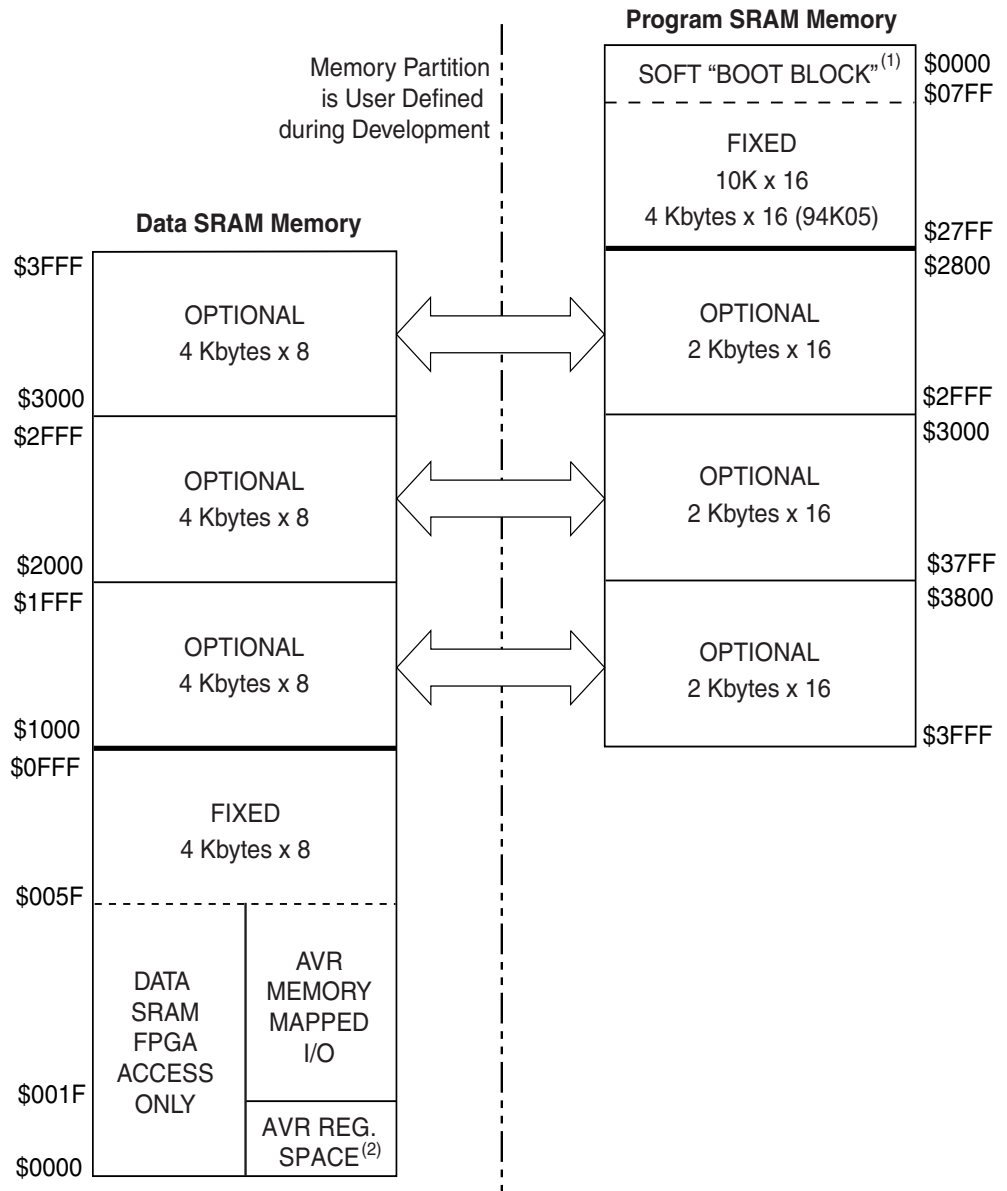 Program SRAM Memory
Memory Partition
is User Defined
during Development
SOFT “BOOT BLOCK”(1)
$0000
$07FF
FIXED
10K x 16
4 Kbytes x 16 (94K05)
$27FF
$2800
OPTIONAL
2 Kbytes x 16
$2FFF
$3000
OPTIONAL
2 Kbytes x 16
$37FF
$3800
OPTIONAL
2 Kbytes x 16
$3FFF
Data SRAM Memory
$3FFF
OPTIONAL
4 Kbytes x 8
$3000
$2FFF
OPTIONAL
4 Kbytes x 8
$2000
$1FFF
OPTIONAL
4 Kbytes x 8
$1000
$0FFF
FIXED
4 Kbytes x 8
$005F
DATA
SRAM
FPGA
ACCESS
ONLY
AVR
MEMORY
MAPPED
I/O
$001F
AVR REG.
SPACE(2)
$0000